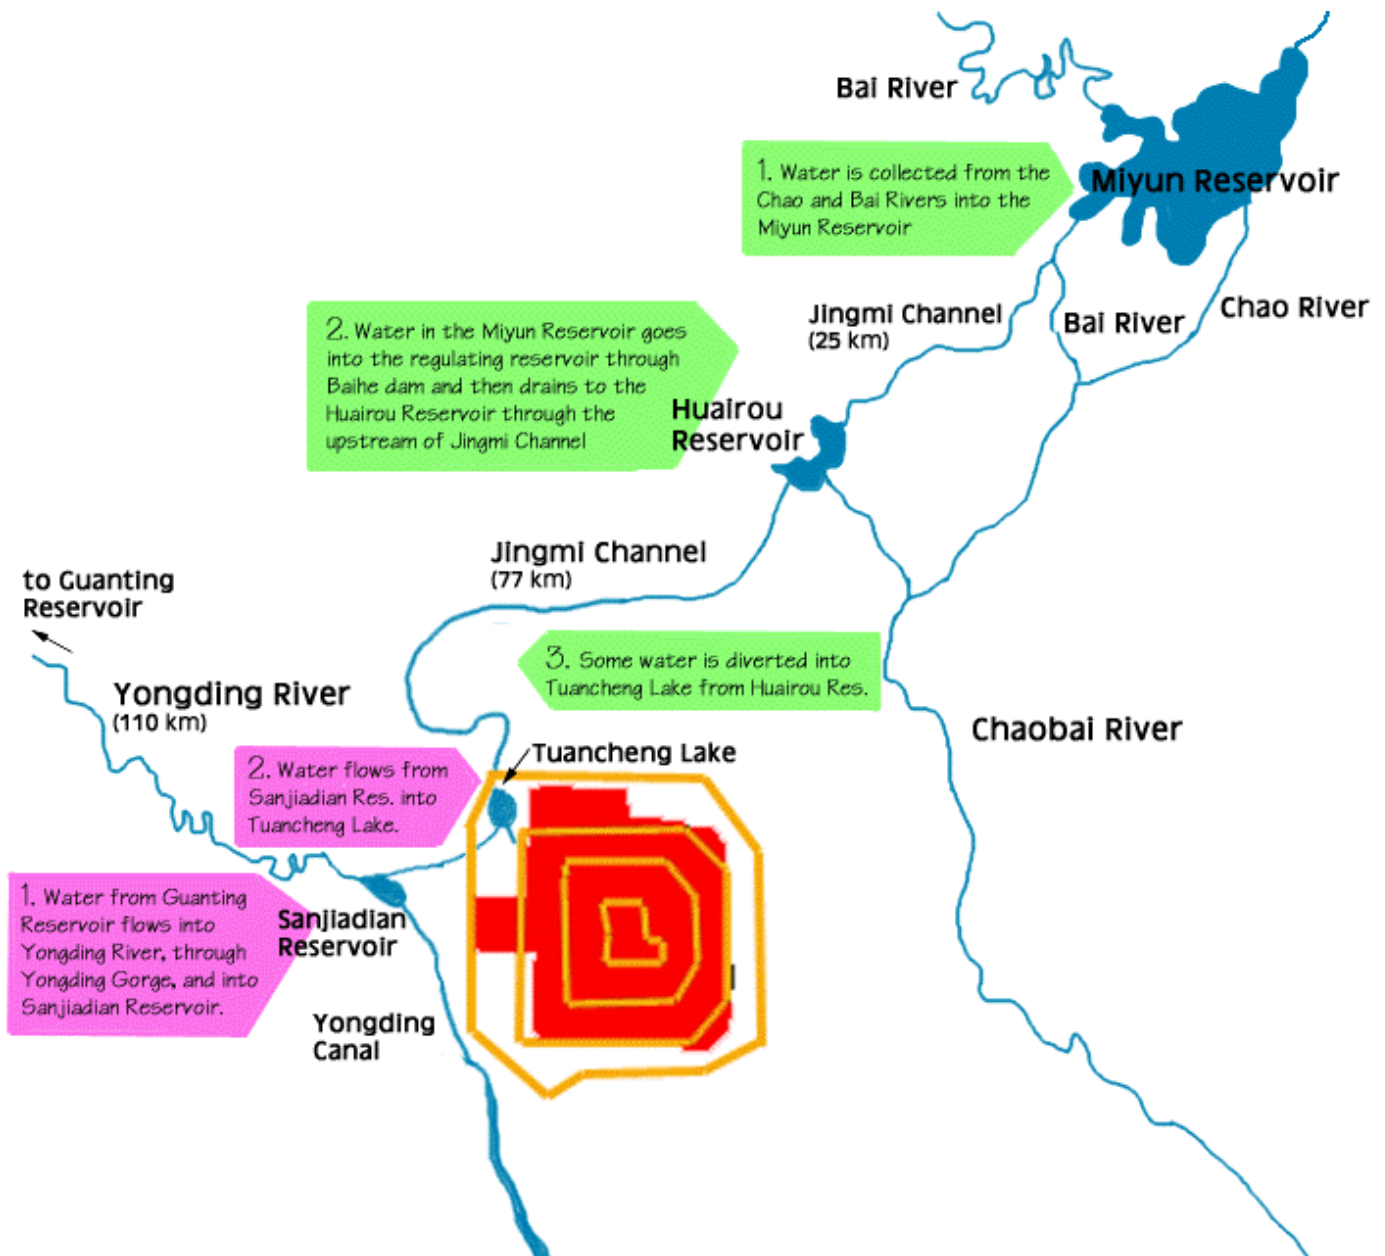 Bai River
1. Water is collected from the
Chao and Bai Rivers into the
Miyun Reservoir
Miyun Reservoir
Jingmi Channel
(25 km)
Bai River
Chao River
2. Water in the Miyun Reservoir goes
into the regulating reservoir through
Baihe dam and then drains to the
Huairou Reservoir through the
upstream of Jingmi Channel
Huairou
Reservoir
Jingmi Channel
(77 km)
to Guanting
Reservoir
3. Some water is diverted into
Tuancheng Lake from Huairou Res.
Yongding River
(110 km)
Chaobai River
2. Water flows from
Sanjiadian Res. into
Tuancheng Lake.
Tuancheng Lake
1. Water from Guanting
Reservoir flows into
Yongding River, through
Yongding Gorge, and into
Sanjiadian Reservoir.
Sanjiadian
Reservoir
Yongding
Canal